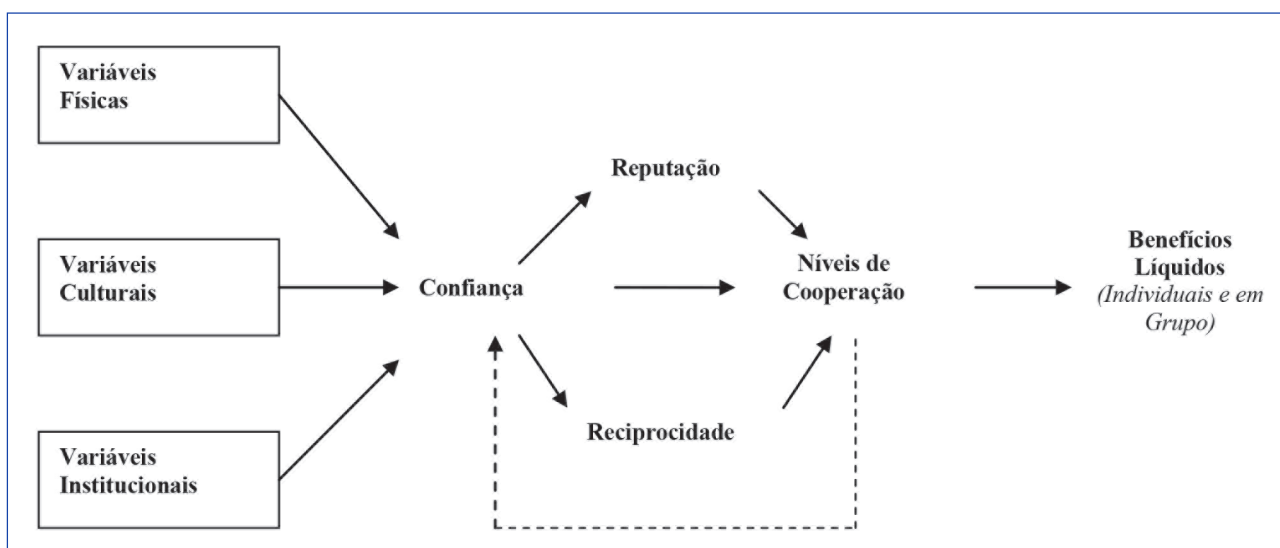 Variáveis
Físicas
Variáveis
Culturais
Variáveis
Institucionais
Confiança
Reputação
Reciprocidade
Níveis de
Cooperação
Benefícios
Líquidos
(Individuais e em
Grupo)